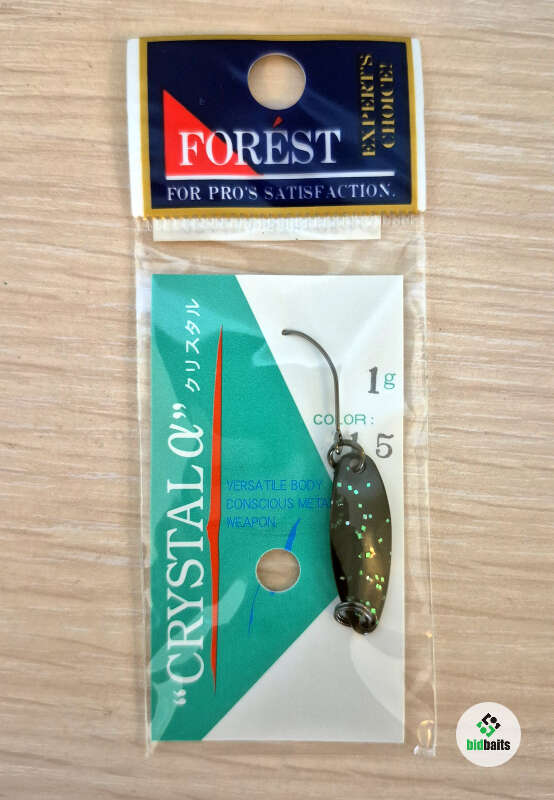 FORÉST
FOR PRO'S SATISFACTION.
EXPERT'S
CHOICE!
"CRYSTAL α"
クリスタル
1g
COLOR:
5
VERSATILE BODY
CONSCIOUS META
WEAPON.
bidbaits